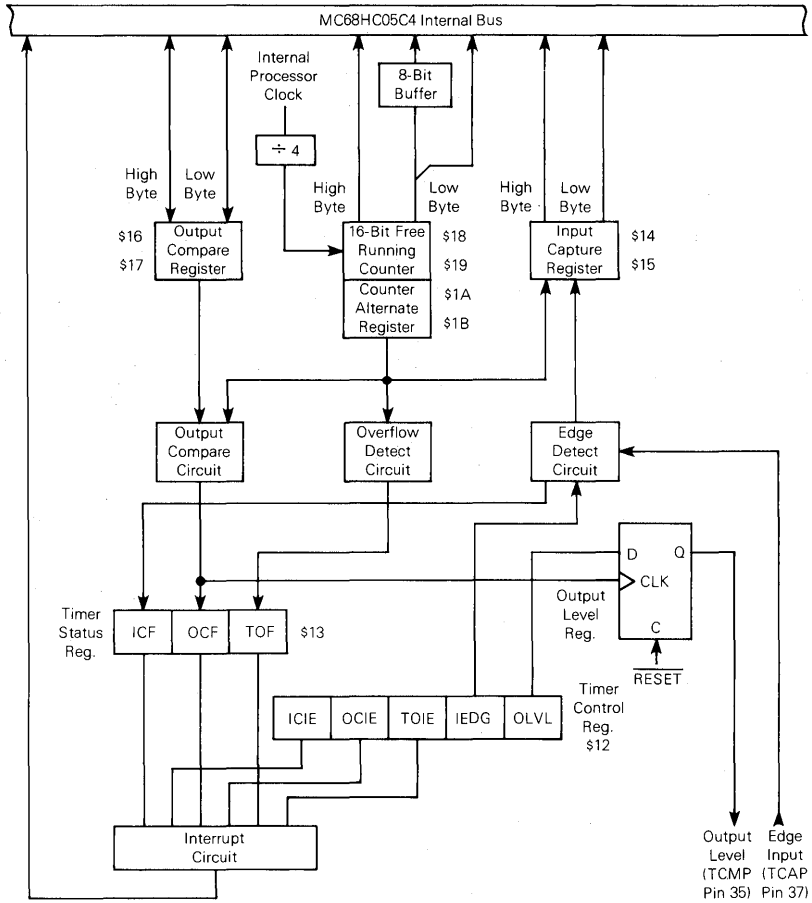 MC68HC05C4 Internal Bus
Internal
Processor
Clock
8-Bit
Buffer
÷ 4
High
Byte
Low
Byte
High
Byte
Low
Byte
High
Byte
Low
Byte
$16
$17
Output
Compare
Register
16-Bit Free
Running
Counter
$18
$19
Counter
Alternate
Register
$1A
$1B
Input
Capture
Register
$14
$15
Output
Compare
Circuit
Overflow
Detect
Circuit
Edge
Detect
Circuit
D
Q
CLK
C
Output
Level
Reg.
RESET
Timer
Status
Reg.
ICF
OCF
TOF
$13
ICIE
OCIE
TOIE
IEDG
OLVL
Timer
Control
Reg.
$12
Interrupt
Circuit
Output
Level
(TCMP
Pin 35)
Edge
Input
(TCAP
Pin 37)